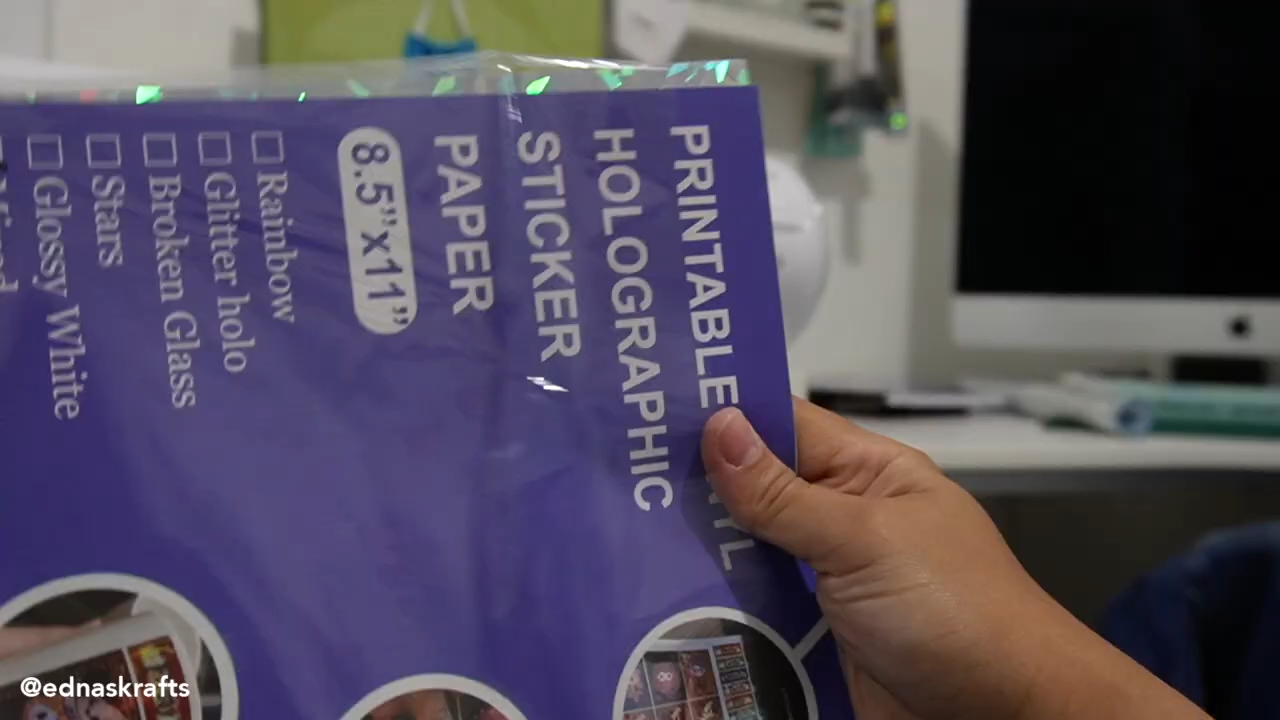 PRINTABLE
HOLOGRAPHIC
STICKER
PAPER
8.5”x11”
☐ Rainbow
☐ Glitter holo
☐ Broken Glass
☐ Stars
☐ Glossy White
@ednaskrafts